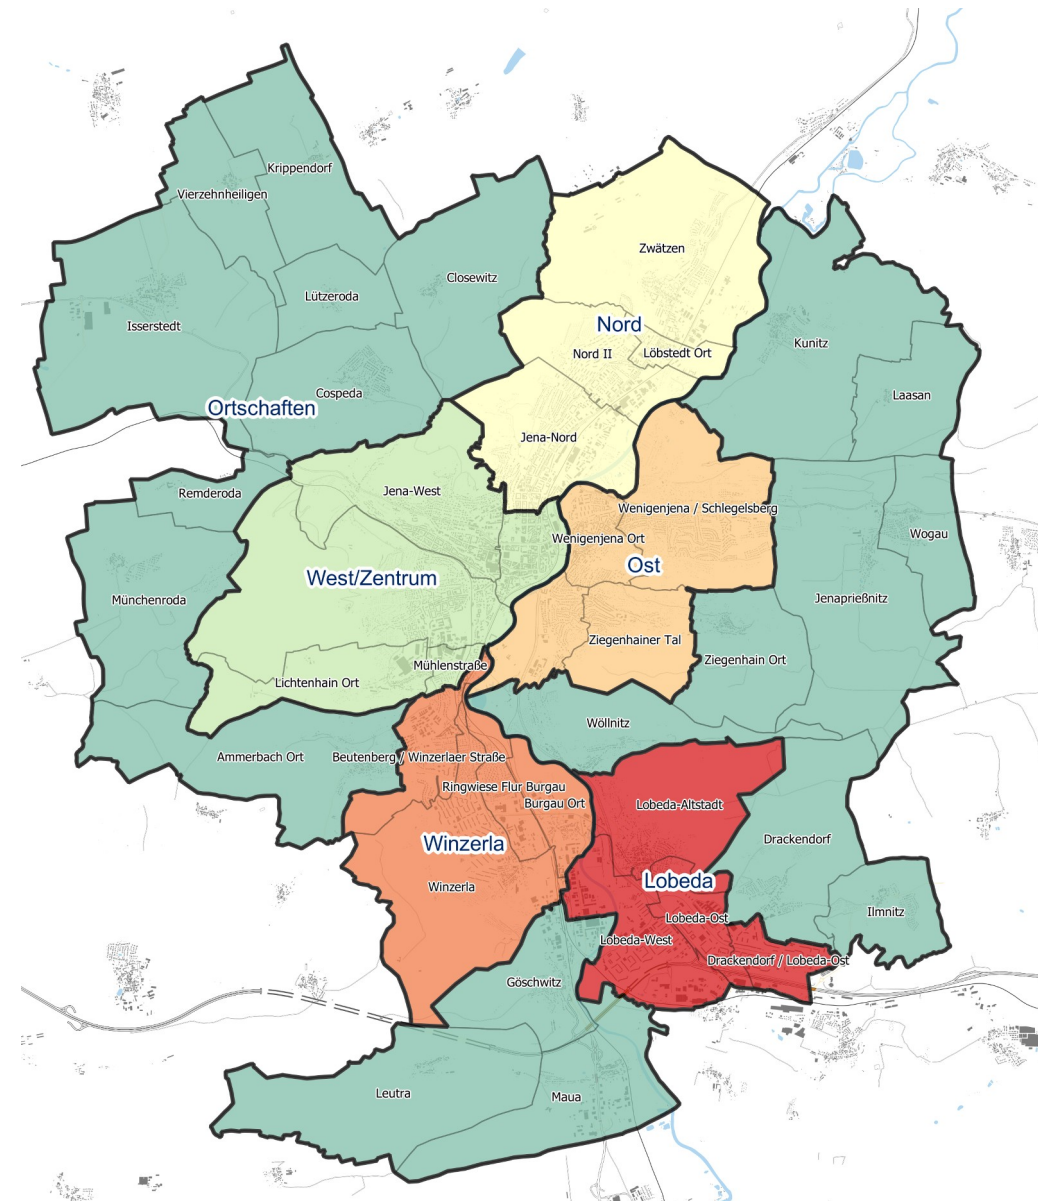 Krippendorf
Vierzehnheiligen
Zwätzen
Closewitz
Lützeroda
Isserstedt
Nord
Kunitz
Nord II
Löbstedt Ort
Cospeda
Laasan
Ortschaften
Jena-Nord
Jena-West
Remderoda
Wenigenjena / Schlegelsberg
Wogau
Wenigenjena Ort
Ost
West/Zentrum
Münchenroda
Jenaprießnitz
Ziegenhainer Tal
Ziegenhain Ort
Mühlenstraße
Lichtenhain Ort
Wöllnitz
Ammerbach Ort
Beutenberg / Winzerlaer Straße
Ringwiese Flur Burgau
Burgau Ort
Lobeda-Altstadt
Drackendorf
Winzerla
Lobeda
Winzerla
Ilmnitz
Lobeda-Ost
Lobeda-West
Drackendorf / Lobeda-Ost
Göschwitz
Leutra
Maua